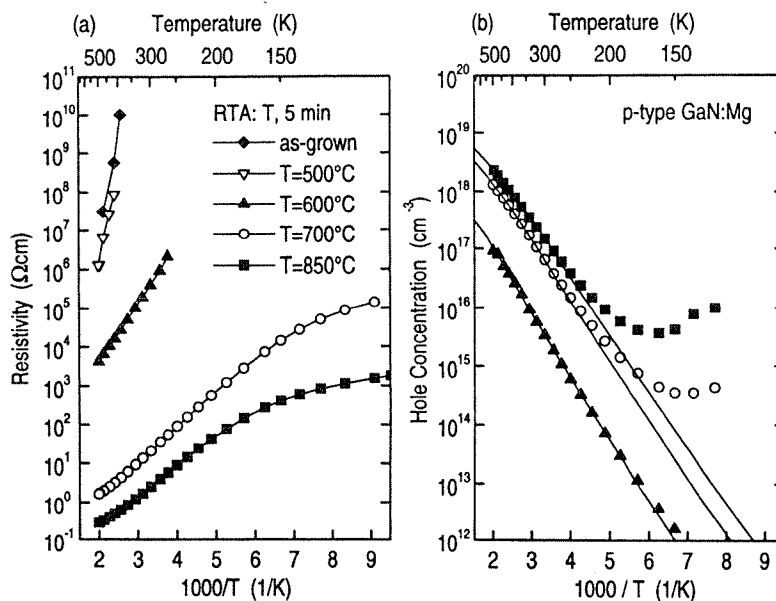 (a) Temperature (K)
500 400 300 200 150
10^11
10^10
10^9
10^8
10^7
10^6
10^5
10^4
10^3
10^2
10^1
10^0
10^-1
Resistivity (Ωcm)
RTA: T, 5 min
as-grown
T=500°C
T=600°C
T=700°C
T=850°C
2 3 4 5 6 7 8 9
1000/T (1/K)
(b) Temperature (K)
500 400 300 200 150
10^20
10^19
10^18
10^17
10^16
10^15
10^14
10^13
10^12
Hole Concentration (cm^-3)
p-type GaN:Mg
2 3 4 5 6 7 8 9
1000 / T (1/K)